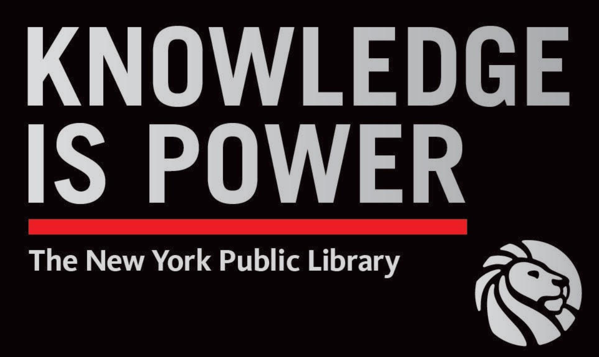 KNOWLEDGE
IS POWER
The New York Public Library